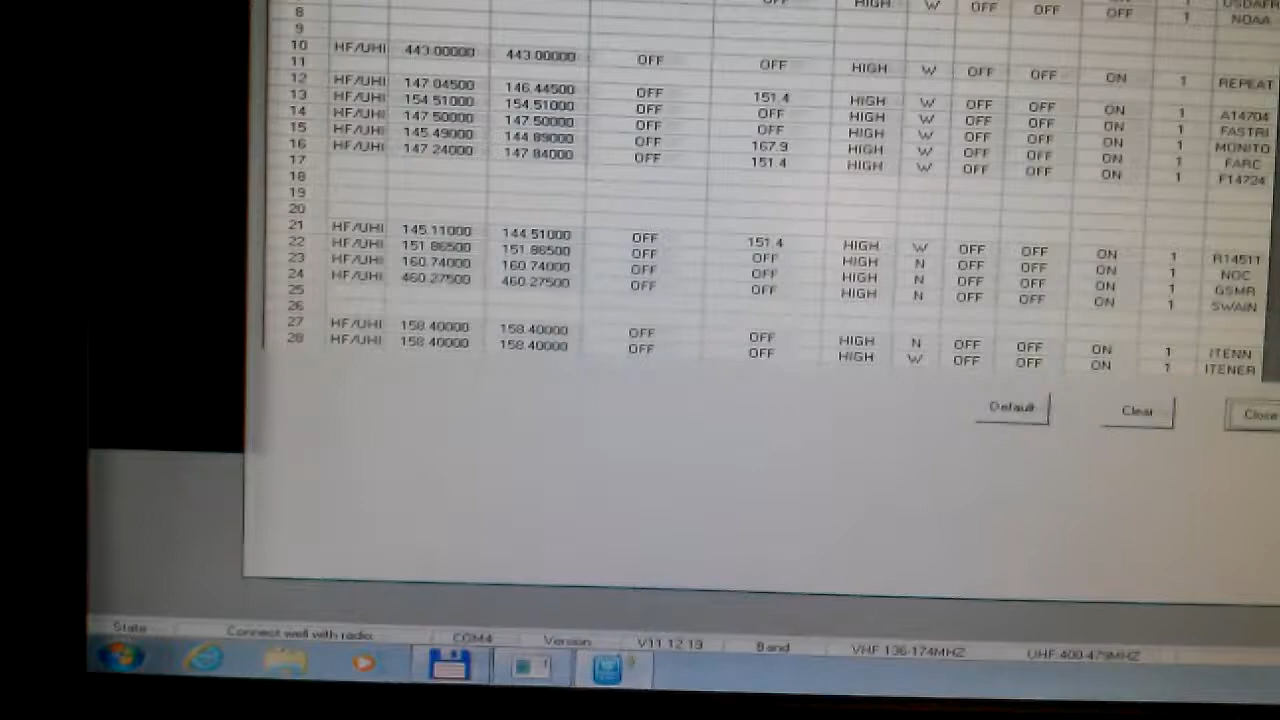 1 USDAFR
OFF HIGH W OFF OFF OFF 1 NOAA
8
9
10 HF/UHI 443.00000 443.00000 OFF OFF HIGH W OFF OFF ON 1 REPEAT
11
12 HF/UHI 147.04500 146.44500 OFF 151.4 HIGH W OFF OFF ON 1 A14704
13 HF/UHI 154.51000 154.51000 OFF OFF HIGH W OFF OFF ON 1 FASTRI
14 HF/UHI 147.50000 147.50000 OFF OFF HIGH W OFF OFF ON 1 MONITO
15 HF/UHI 145.49000 144.89000 OFF 167.9 HIGH W OFF OFF ON 1 FARC
16 HF/UHI 147.24000 147.84000 OFF 151.4 HIGH W OFF OFF ON 1 F14724
17
18
19
20
21 HF/UHI 145.11000 144.51000 OFF 151.4 HIGH W OFF OFF ON 1 R14511
22 HF/UHI 151.86500 151.86500 OFF OFF HIGH N OFF OFF ON 1 NOC
23 HF/UHI 160.74000 160.74000 OFF OFF HIGH N OFF OFF ON 1 GSMR
24 HF/UHI 460.27500 460.27500 OFF OFF HIGH N OFF OFF ON 1 SWAIN
25
26
27 HF/UHI 158.40000 158.40000 OFF OFF HIGH N OFF OFF ON 1 ITENN
28 HF/UHI 158.40000 158.40000 OFF OFF HIGH W OFF OFF ON 1 ITENER
Default Clear Close
State Connect well with radio COM4 Version V11.12.19 Band VHF 136-174MHZ UHF 400-479MHZ